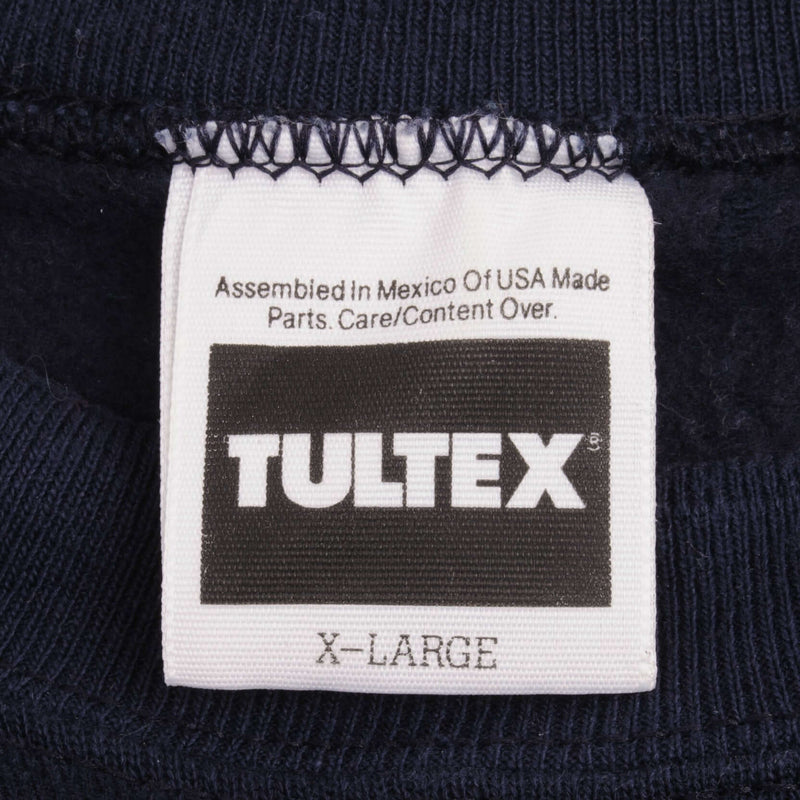 Assembled In Mexico Of USA Made
Parts. Care/Content Over.
TULTEX®
X-LARGE